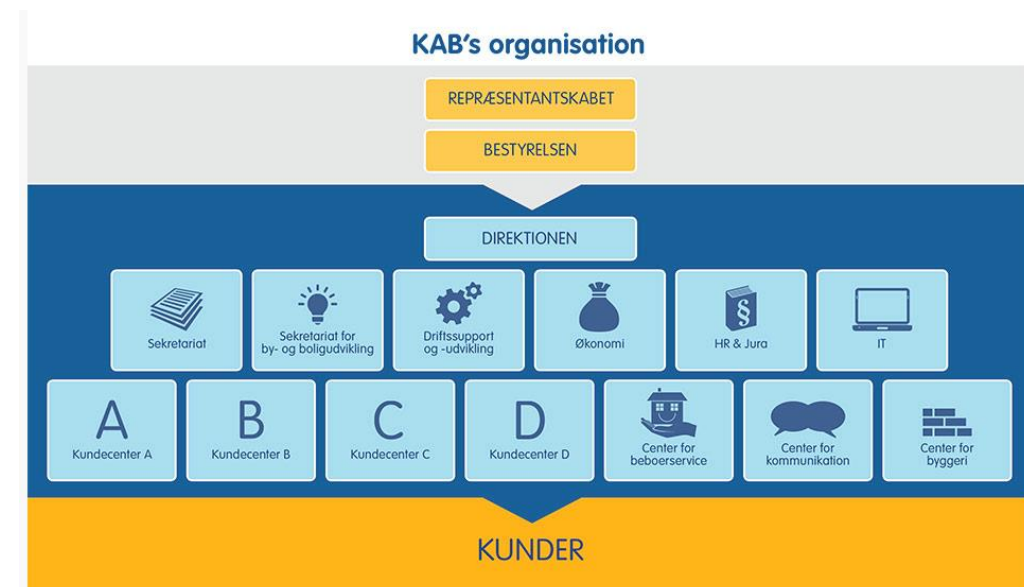 KAB's organisation
REPRÆSENTANTSKABET
BESTYRELSEN
DIREKTIONEN
Sekretariat
Sekretariat for
by- og boligudvikling
Driftssupport
og -udvikling
Økonomi
§
HR & Jura
IT
A
Kundecenter A
B
Kundecenter B
C
Kundecenter C
D
Kundecenter D
Center for
beboerservice
Center for
kommunikation
Center for
byggeri
KUNDER